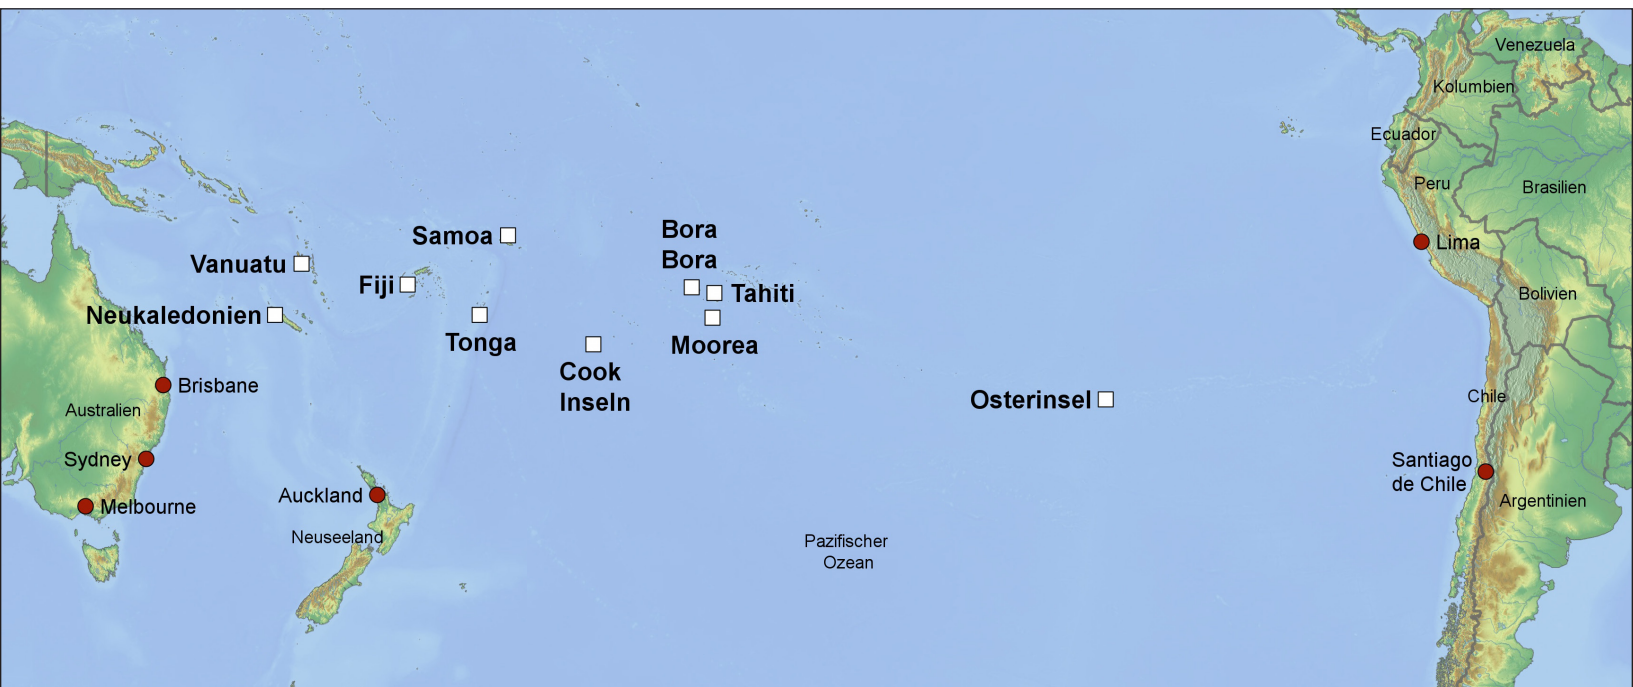 Venezuela
Kolumbien
Ecuador
Peru
Brasilien
Bora
Bora
Samoa
Lima
Vanuatu
Fiji
Tahiti
Bolivien
Neukaledonien
Tonga
Moorea
Cook
Inseln
Brisbane
Australien
Osterinsel
Chile
Sydney
Santiago
de Chile
Auckland
Melbourne
Argentinien
Neuseeland
Pazifischer
Ozean